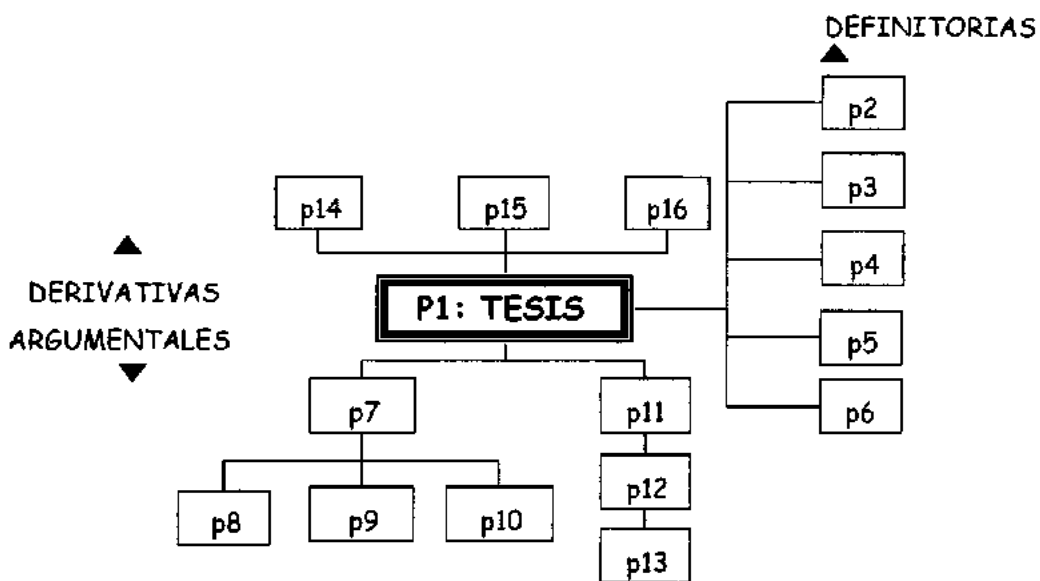 DEFINITORIAS
p2
p3
p14
p15
p16
p4
DERIVATIVAS
ARGUMENTALES
P1: TESIS
p5
p7
p11
p6
p12
p8
p9
p10
p13